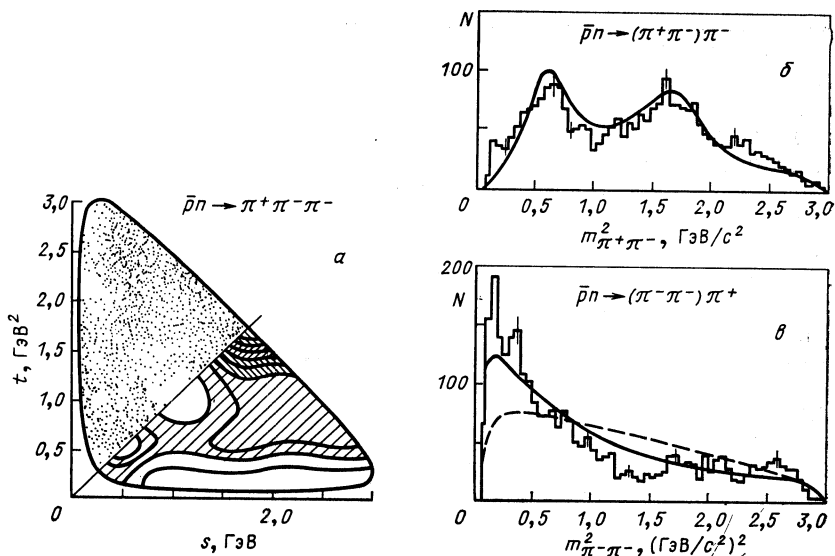 p̄n→π⁺π⁻π⁻
а
3,0
2,5
2,0
1,5
1,0
0,5
t, ГэВ²
0
2,0
s, ГэВ
N
p̄n→(π⁺π⁻)π⁻
б
100
0
0,5
1,0
1,5
2,0
2,5
3,0
m²π⁺π⁻, ГэВ/c²
200
N
p̄n→(π⁻π⁻)π⁺
в
100
0
0,5
1,0
1,5
2,0
2,5
3,0
m²π⁻π⁻, (ГэВ/c²)²